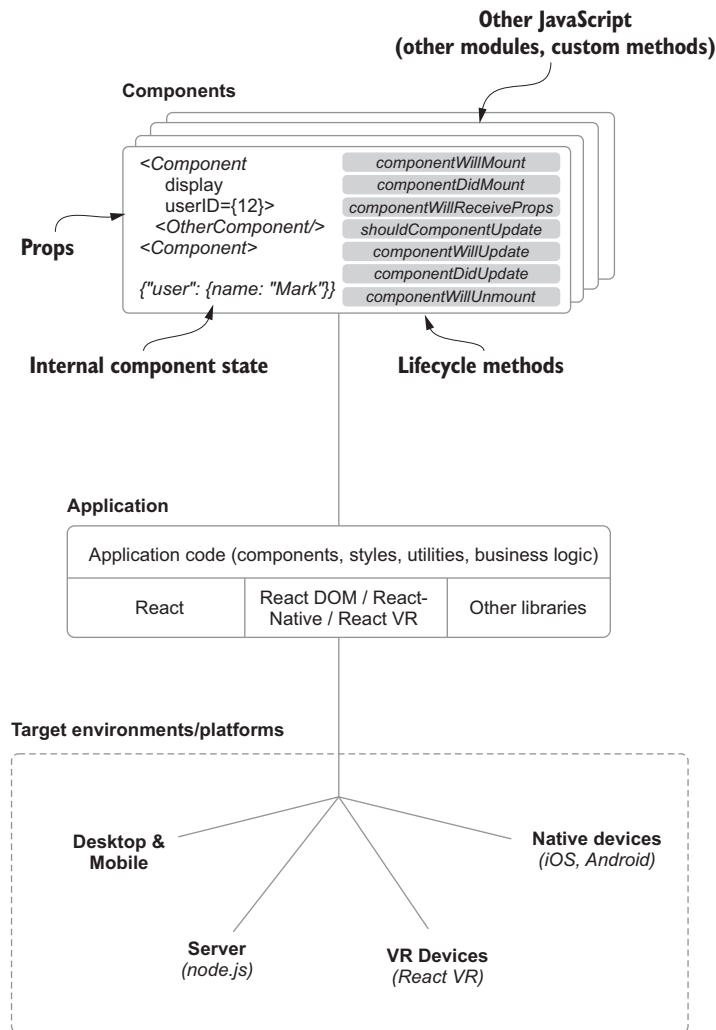 Other JavaScript
(other modules, custom methods)
Components
<Component
display
userID={12}>
<OtherComponent/>
<Component>
{"user": {name: "Mark"}}
componentWillMount
componentDidMount
componentWillReceiveProps
shouldComponentUpdate
componentWillUpdate
componentDidUpdate
componentWillUnmount
Props
Internal component state
Lifecycle methods
Application
Application code (components, styles, utilities, business logic)
React
React DOM / React-
Native / React VR
Other libraries
Target environments/platforms
Desktop &
Mobile
Native devices
(iOS, Android)
Server
(node.js)
VR Devices
(React VR)